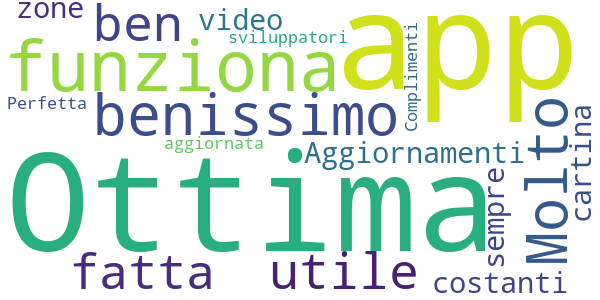 zone
ben
video
app
sviluppatori
funziona
Complimenti
Perfetta
benissimo
aggiornata
Aggiornamenti
Molto
cartina
Ottima
sempre
fatta
utile
costanti